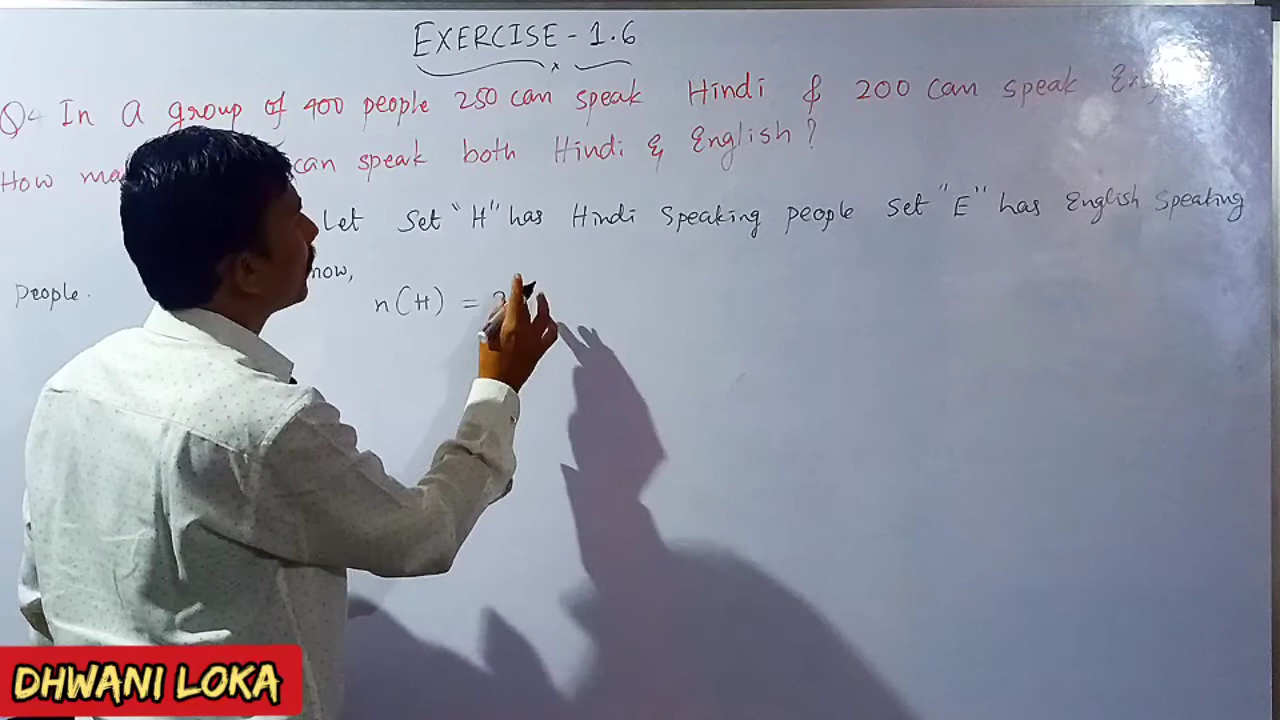 EXERCISE - 1.6
Q- In a group of 400 people 250 can speak Hindi & 200 can speak
How can speak both Hindi & English ?
Let Set "H" has Hindi Speaking people Set "E" has English Speaking
people. now,
n(H) =
DHWANI LOKA